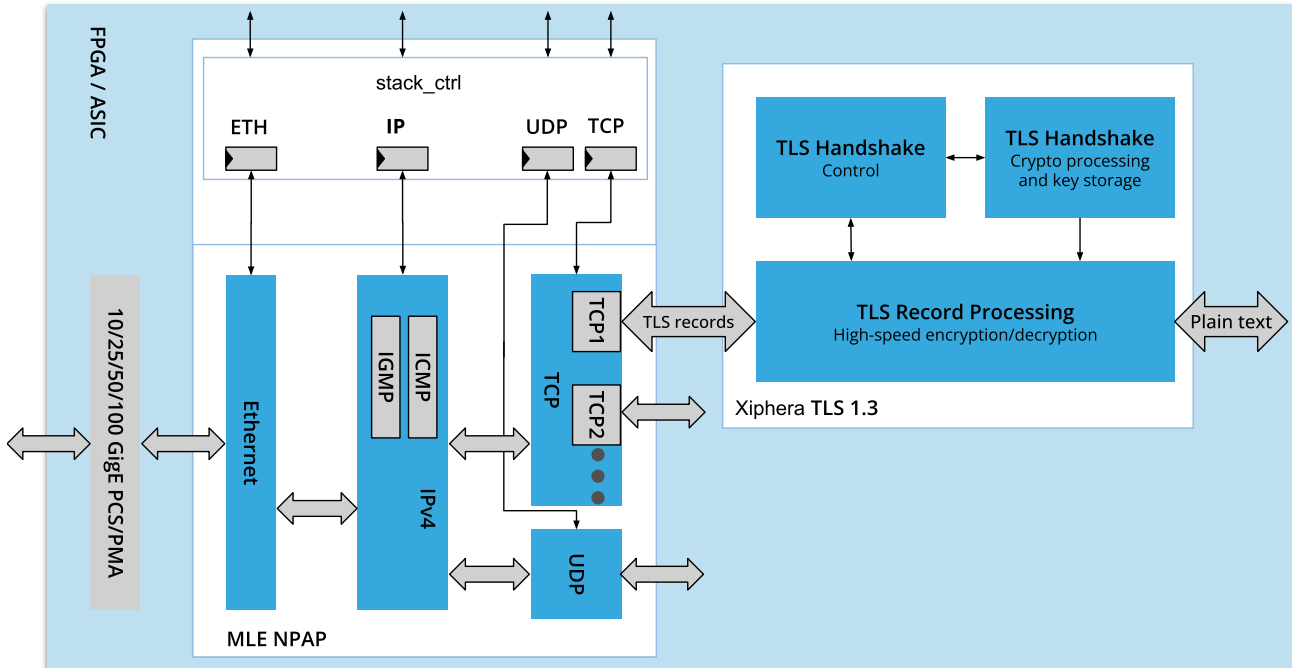 FPGA / ASIC
stack_ctrl
ETH
IP
UDP
TCP
10/25/50/100 GigE PCS/PMA
Ethernet
IGMP
ICMP
IPv4
TCP1
TCP
TCP2
UDP
MLE NPAP
TLS records
TLS Handshake
Control
TLS Handshake
Crypto processing
and key storage
TLS Record Processing
High-speed encryption/decryption
Plain text
Xiphera TLS 1.3